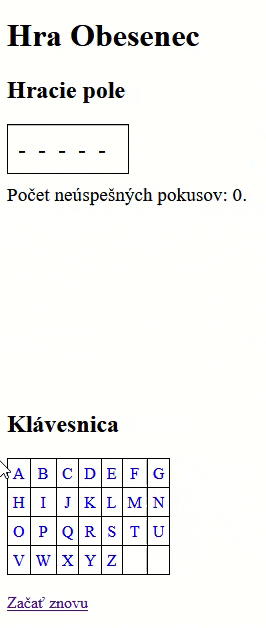 Hra Obesenec
Hracie pole
- - - - -
Počet neúspešných pokusov: 0.
Klávesnica
A B C D E F G
H I J K L M N
O P Q R S T U
V W X Y Z
Začať znovu